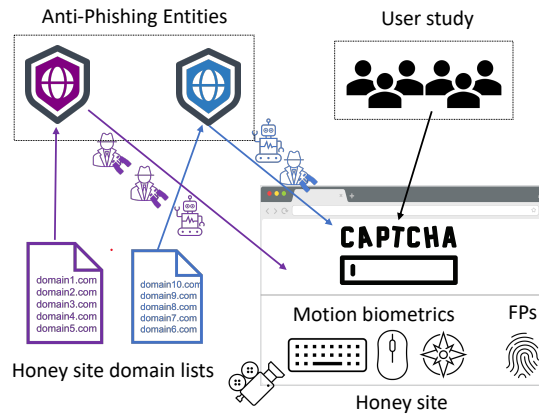 Anti-Phishing Entities
User study
CAPTCHA
domain1.com
domain2.com
domain3.com
domain4.com
domain5.com
domain10.com
domain9.com
domain8.com
domain7.com
domain6.com
Motion biometrics
FPs
Honey site domain lists
Honey site